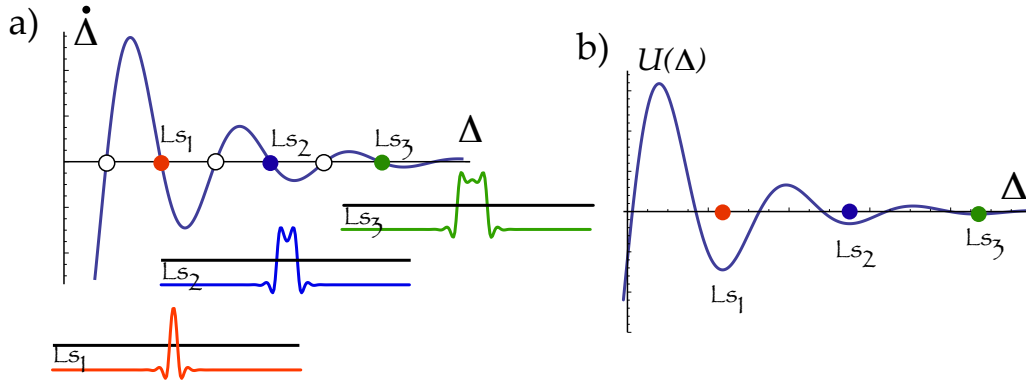 a)
Δ̇
Ls₁
Ls₂
Ls₃
Δ
Ls₃
Ls₂
Ls₁
b)
U(Δ)
Δ
Ls₁
Ls₂
Ls₃